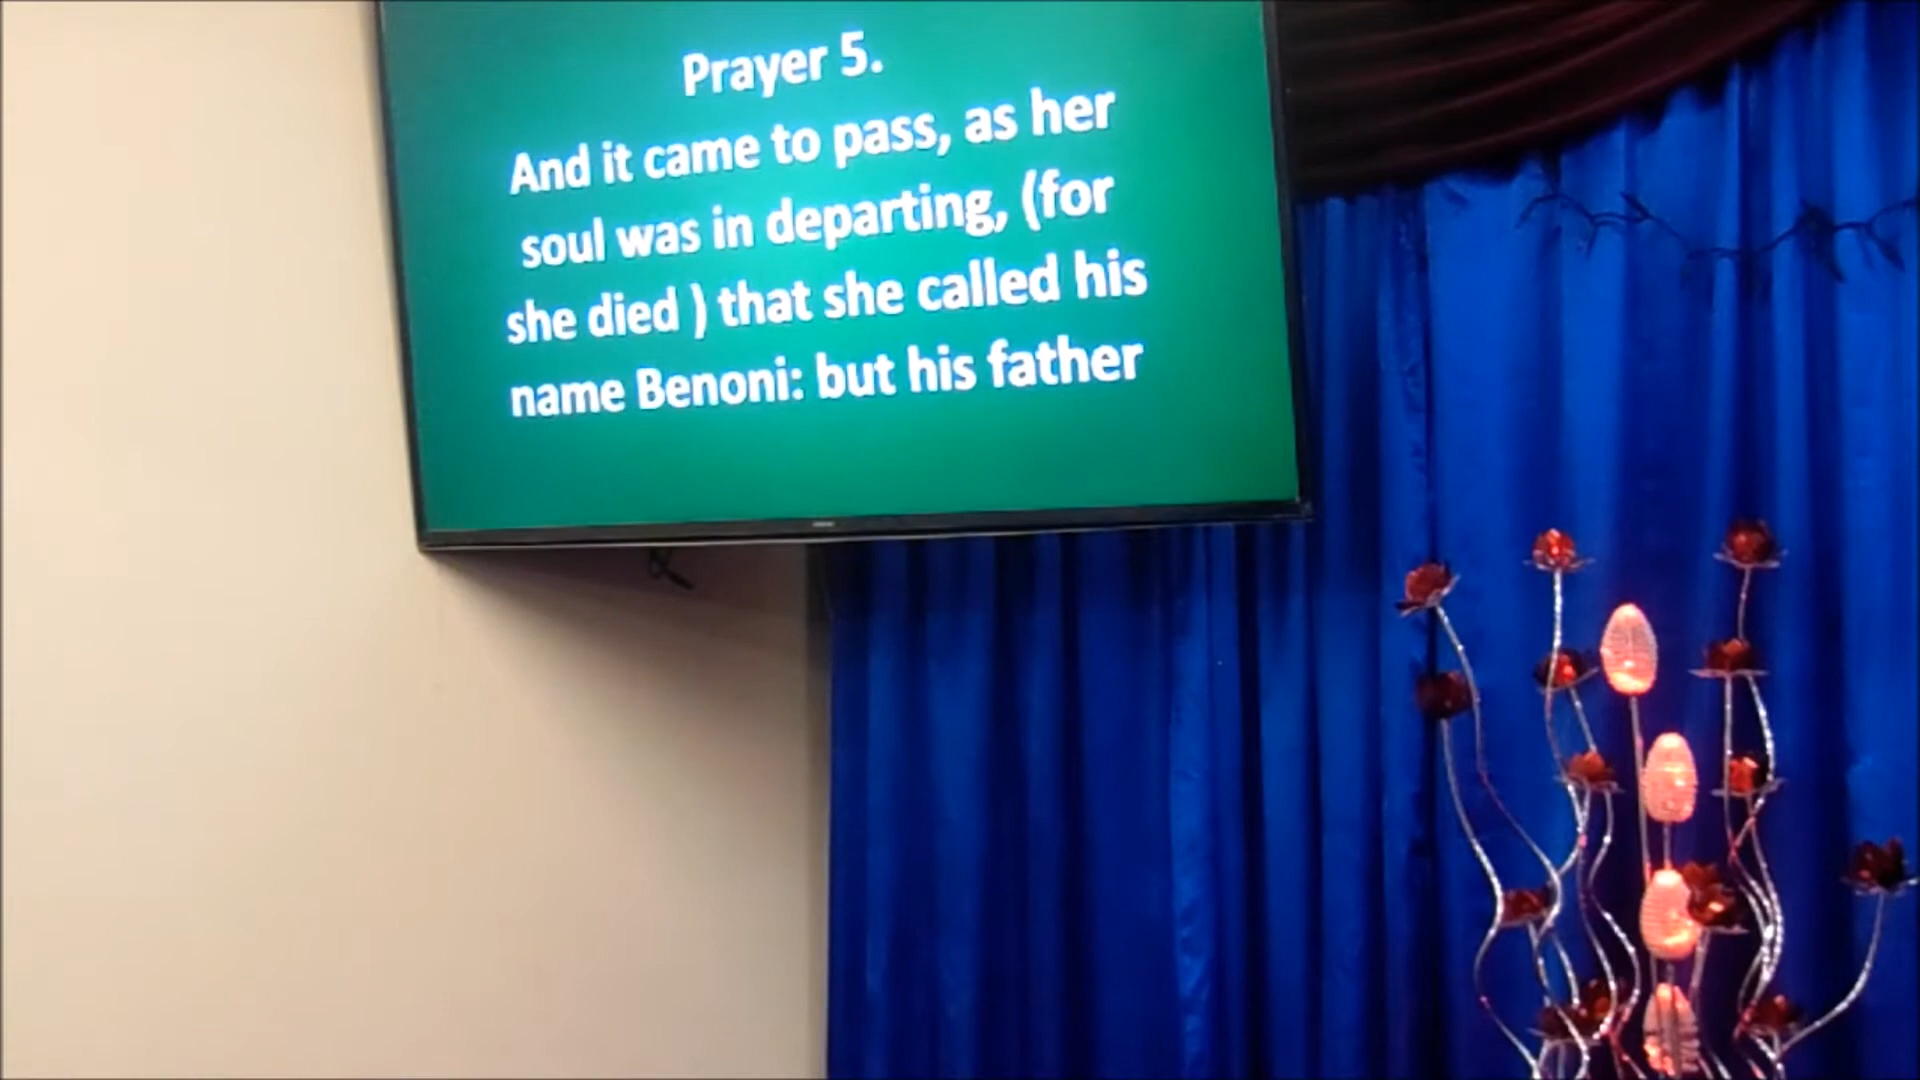 Prayer 5.
And it came to pass, as her
soul was in departing, (for
she died ) that she called his
name Benoni: but his father